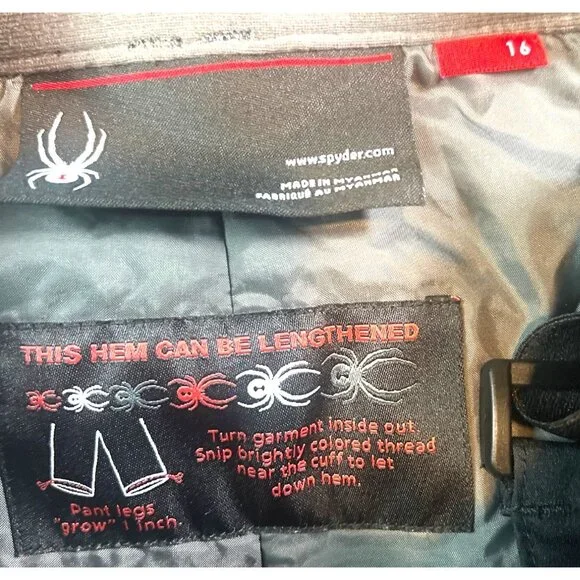 16
www.spyder.com
MADE IN MYANMAR
FABRIQUÉ AU MYANMAR
THIS HEM CAN BE LENGTHENED
Turn garment inside out.
Snip brightly colored thread
near the cuff to let
down hem.
Pant legs
"grow" 1 inch.